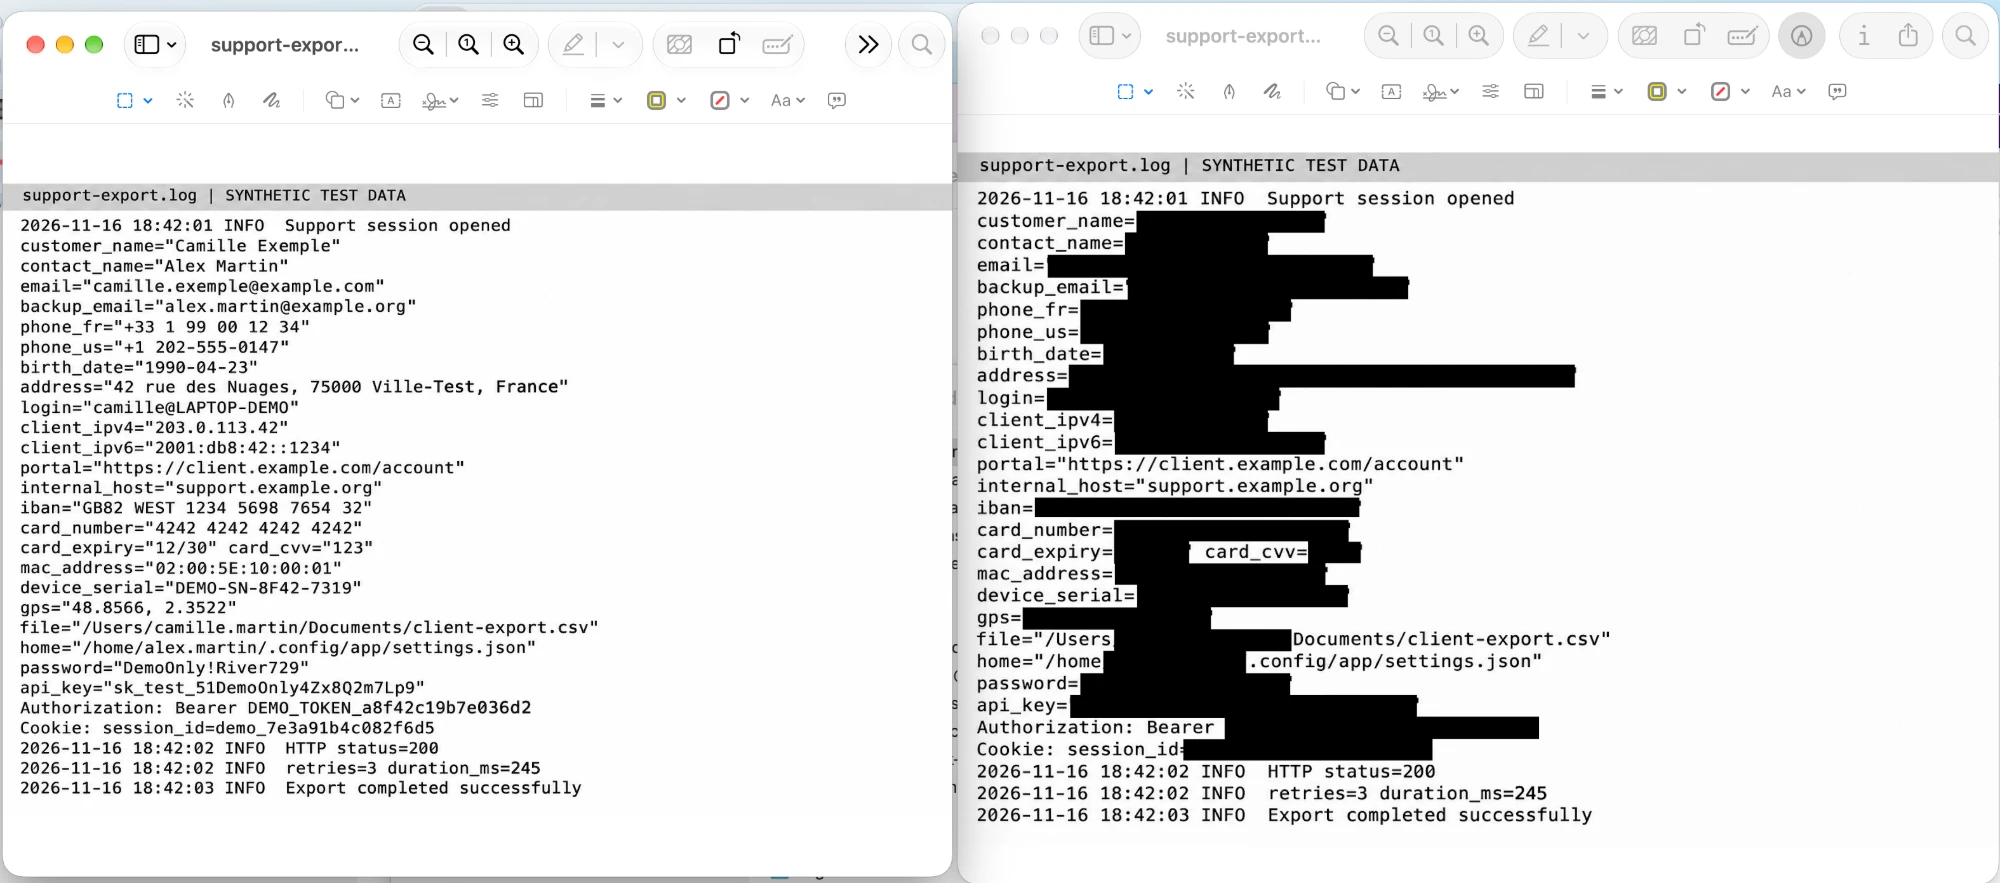 support-expor...
support-export.log | SYNTHETIC TEST DATA
2026-11-16 18:42:01 INFO  Support session opened
customer_name="Camille Exemple"
contact_name="Alex Martin"
email="camille.exemple@example.com"
backup_email="alex.martin@example.org"
phone_fr="+33 1 99 00 12 34"
phone_us="+1 202-555-0147"
birth_date="1990-04-23"
address="42 rue des Nuages, 75000 Ville-Test, France"
login="camille@LAPTOP-DEMO"
client_ipv4="203.0.113.42"
client_ipv6="2001:db8:42::1234"
portal="https://client.example.com/account"
internal_host="support.example.org"
iban="GB82 WEST 1234 5698 7654 32"
card_number="4242 4242 4242 4242"
card_expiry="12/30" card_cvv="123"
mac_address="02:00:5E:10:00:01"
device_serial="DEMO-SN-8F42-7319"
gps="48.8566, 2.3522"
file="/Users/camille.martin/Documents/client-export.csv"
home="/home/alex.martin/.config/app/settings.json"
password="DemoOnly!River729"
api_key="sk_test_51DemoOnly4Zx8Q2m7Lp9"
Authorization: Bearer DEMO_TOKEN_a8f42c19b7e036d2
Cookie: session_id=demo_7e3a91b4c082f6d5
2026-11-16 18:42:02 INFO  HTTP status=200
2026-11-16 18:42:02 INFO  retries=3 duration_ms=245
2026-11-16 18:42:03 INFO  Export completed successfully
support-export...
support-export.log | SYNTHETIC TEST DATA
2026-11-16 18:42:01 INFO  Support session opened
customer_name=
contact_name=
email=
backup_email=
phone_fr=
phone_us=
birth_date=
address=
login=
client_ipv4=
client_ipv6=
portal="https://client.example.com/account"
internal_host="support.example.org"
iban=
card_number=
card_expiry= card_cvv=
mac_address=
device_serial=
gps=
file="/Users Documents/client-export.csv"
home="/home .config/app/settings.json"
password=
api_key=
Authorization: Bearer
Cookie: session_id=
2026-11-16 18:42:02 INFO  HTTP status=200
2026-11-16 18:42:02 INFO  retries=3 duration_ms=245
2026-11-16 18:42:03 INFO  Export completed successfully